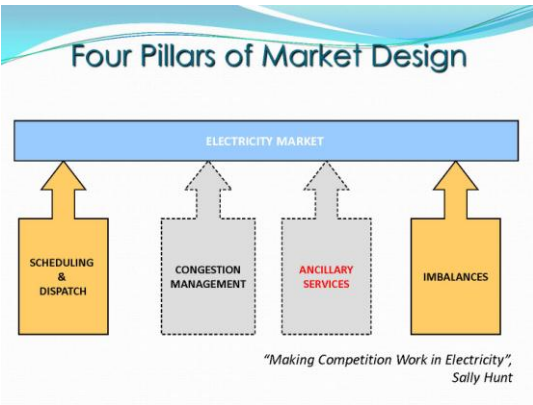 Four Pillars of Market Design
ELECTRICITY MARKET
SCHEDULING
&
DISPATCH
CONGESTION
MANAGEMENT
ANCILLARY
SERVICES
IMBALANCES
“Making Competition Work in Electricity”,
Sally Hunt